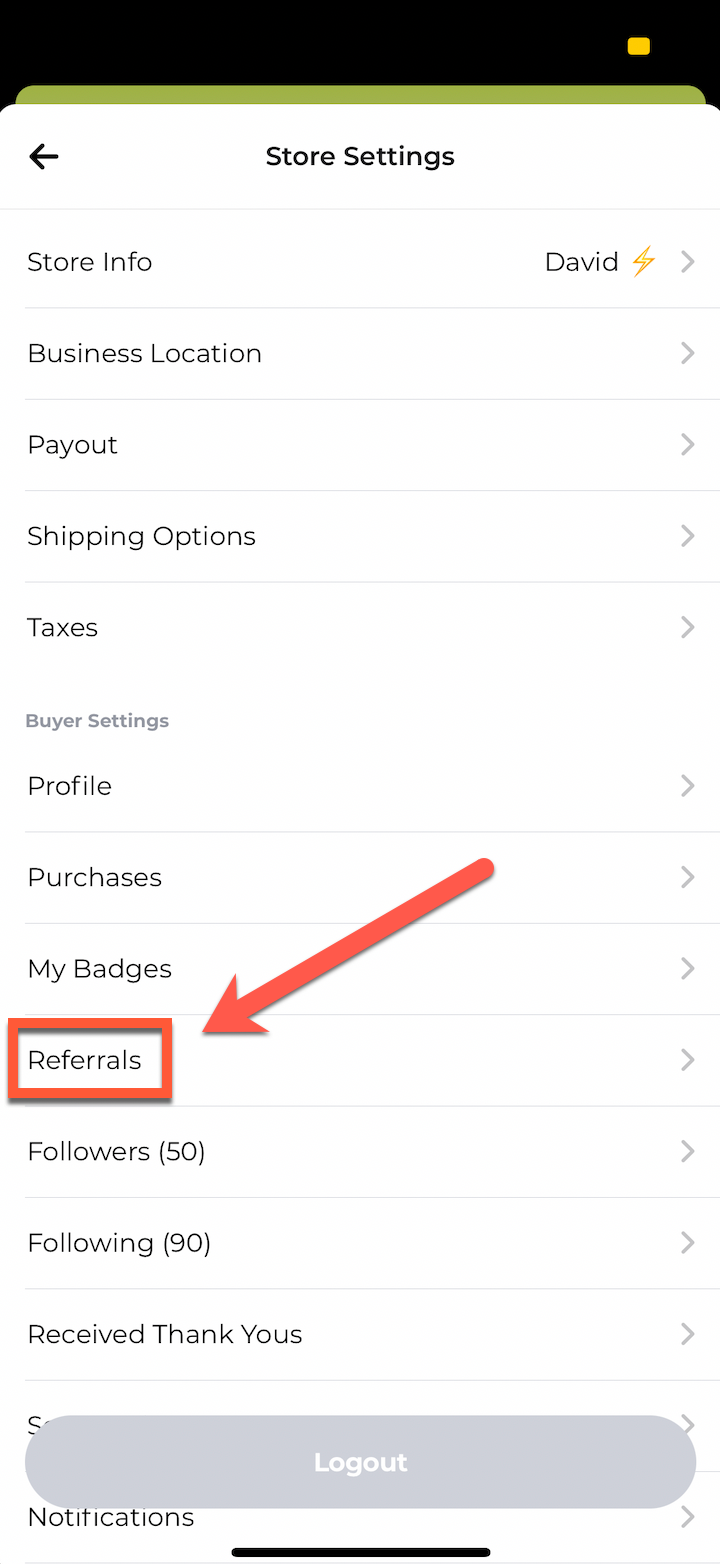 Store Settings
Store Info David ⚡
Business Location
Payout
Shipping Options
Taxes
Buyer Settings
Profile
Purchases
My Badges
Referrals
Followers (50)
Following (90)
Received Thank Yous
Logout
Notifications